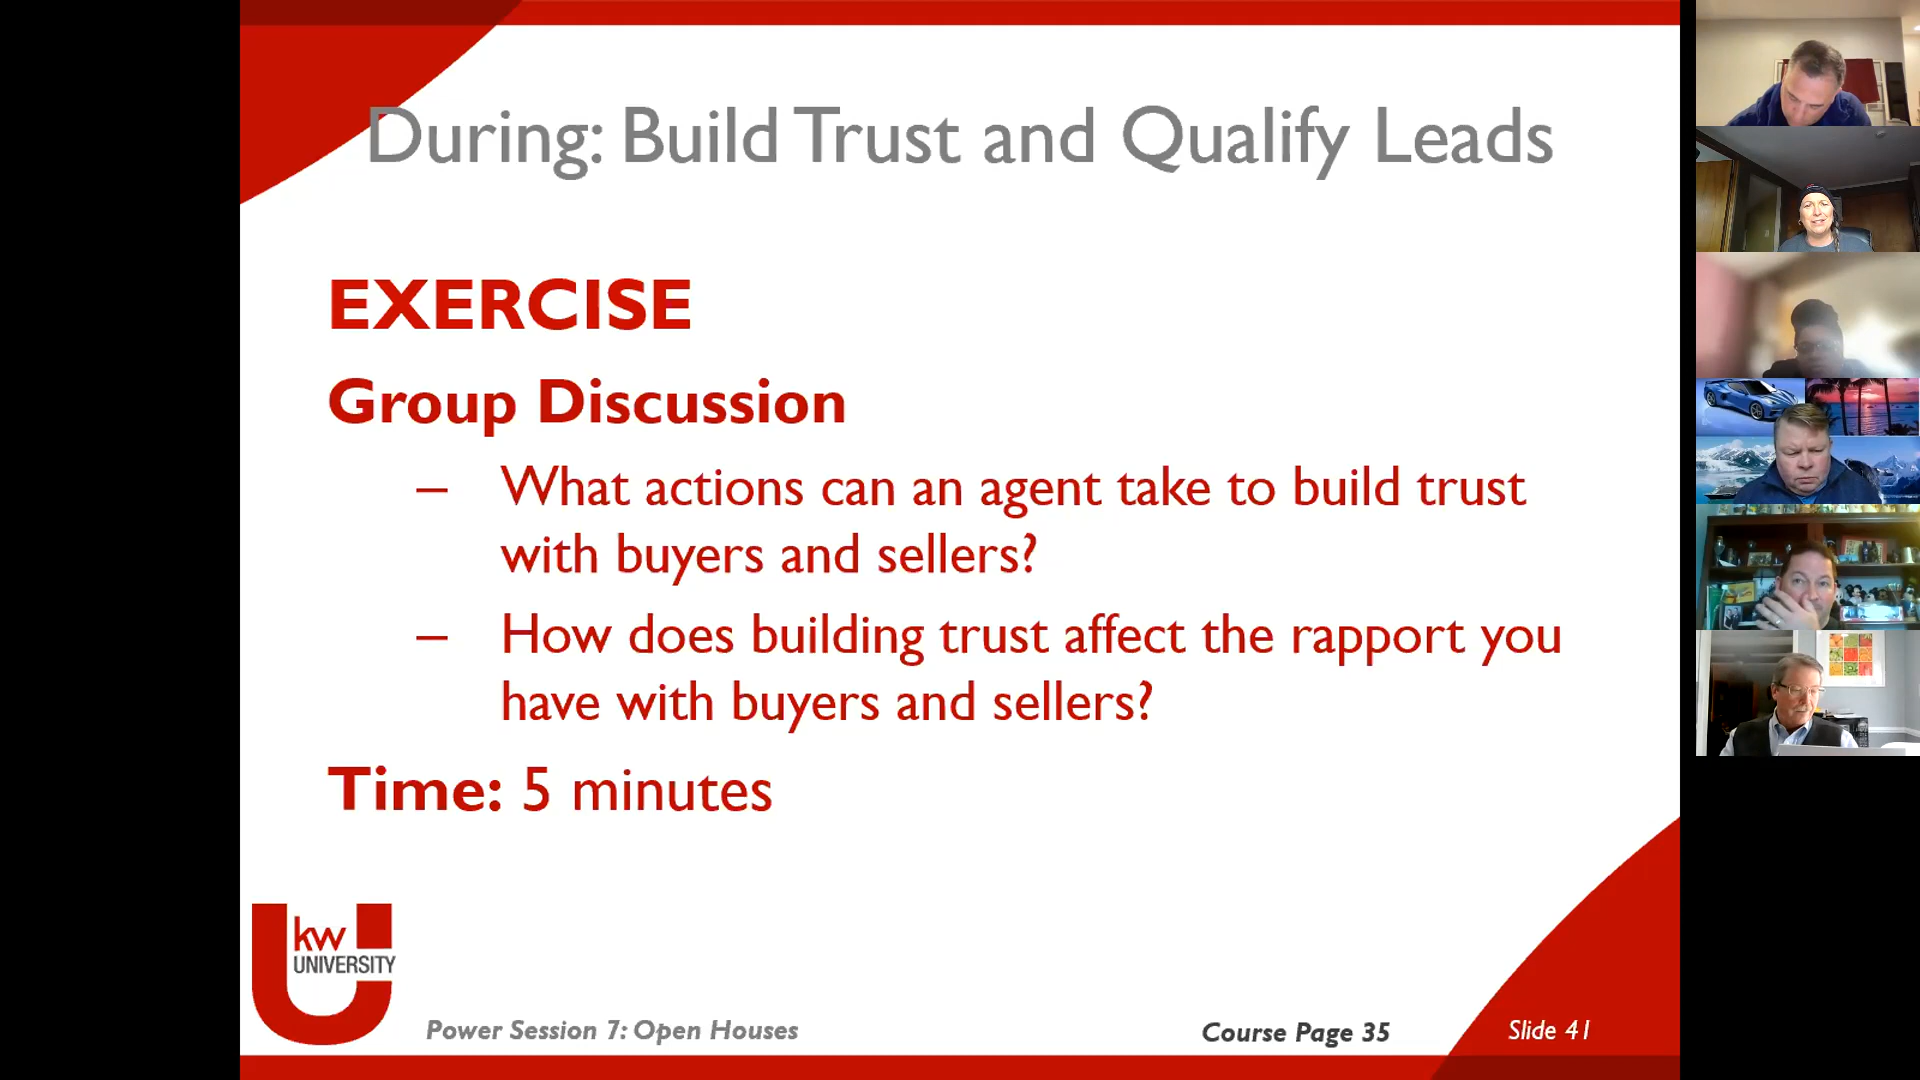 During: Build Trust and Qualify Leads
EXERCISE
Group Discussion
– What actions can an agent take to build trust
with buyers and sellers?
– How does building trust affect the rapport you
have with buyers and sellers?
Time: 5 minutes
kw
UNIVERSITY
Power Session 7: Open Houses
Course Page 35
Slide 41